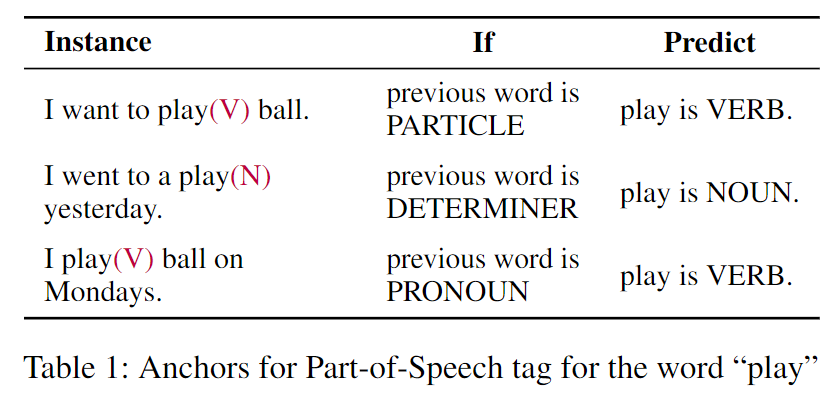 Instance If Predict
I want to play(V) ball. previous word is PARTICLE play is VERB.
I went to a play(N) yesterday. previous word is DETERMINER play is NOUN.
I play(V) ball on Mondays. previous word is PRONOUN play is VERB.
Table 1: Anchors for Part-of-Speech tag for the word “play”